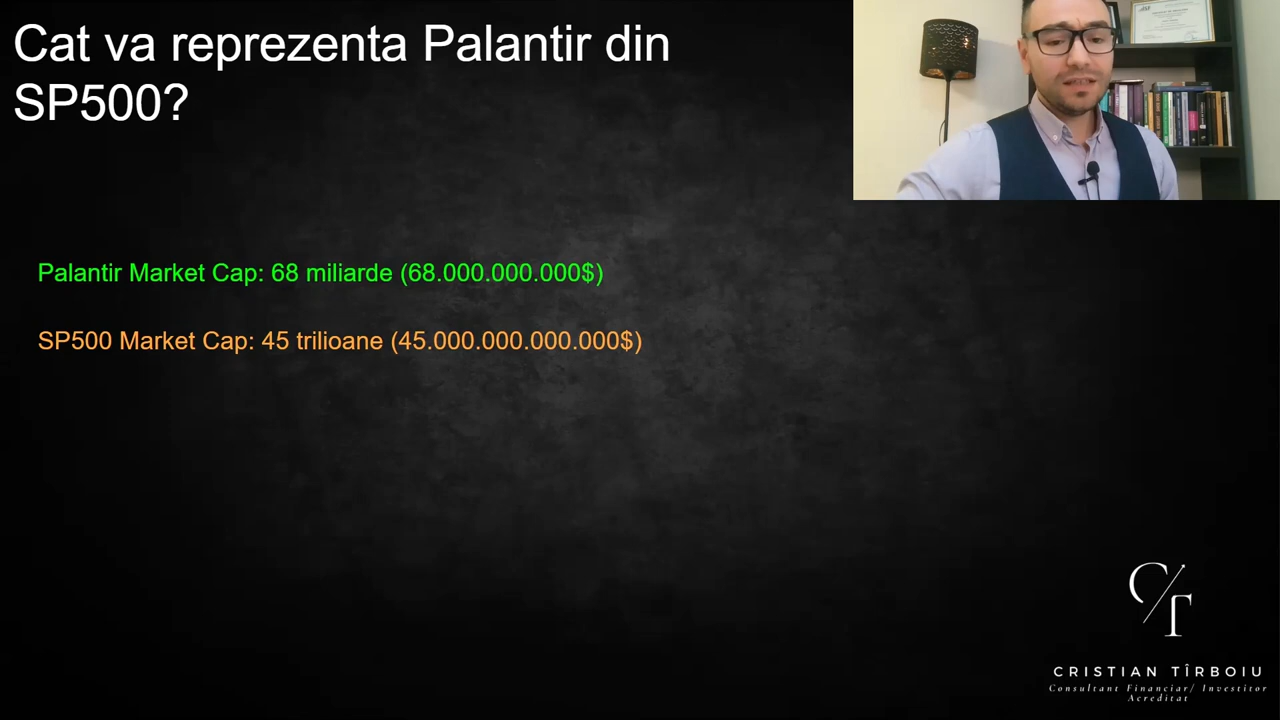 Cat va reprezenta Palantir din
SP500?
Palantir Market Cap: 68 miliarde (68.000.000.000$)
SP500 Market Cap: 45 trilioane (45.000.000.000.000$)
CT
CRISTIAN TÎRBOIU
Consultant Financiar/ Investitor
Acreditat